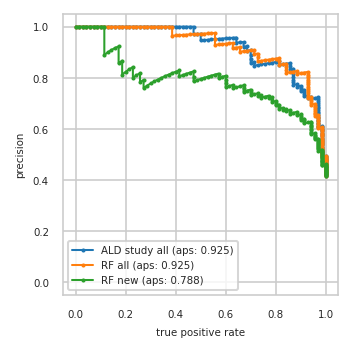 1.0
0.8
0.6
0.4
0.2
0.0
precision
ALD study all (aps: 0.925)
RF all (aps: 0.925)
RF new (aps: 0.788)
0.0 0.2 0.4 0.6 0.8 1.0
true positive rate